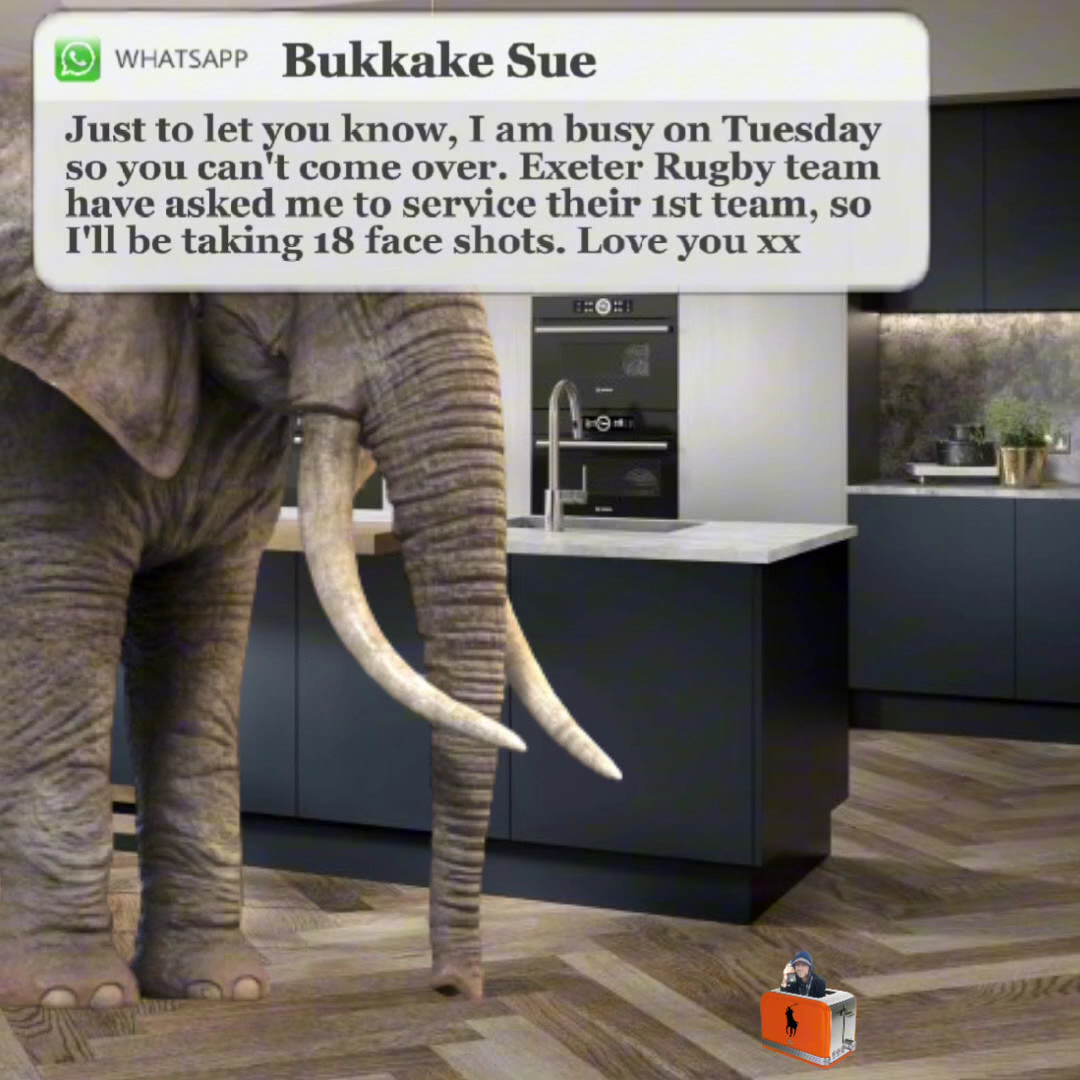 WHATSAPP Bukkake Sue
Just to let you know, I am busy on Tuesday
so you can't come over. Exeter Rugby team
have asked me to service their 1st team, so
I'll be taking 18 face shots. Love you xx